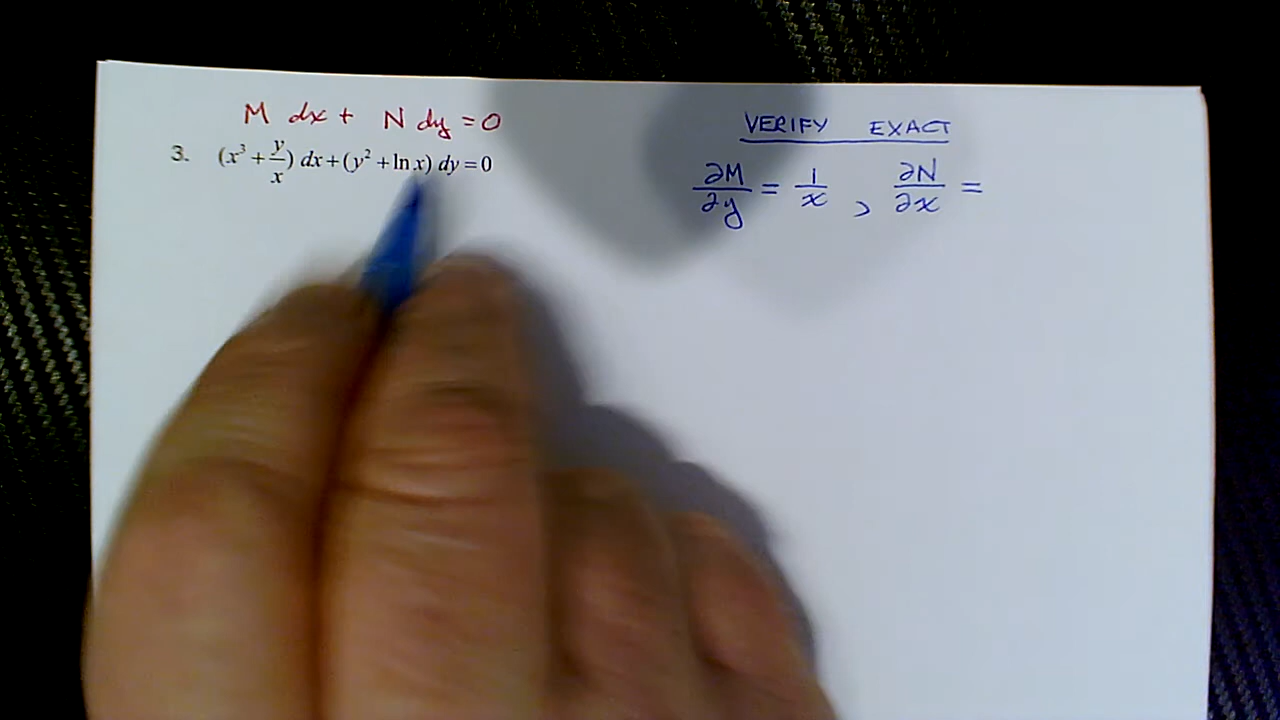 M dx + N dy = 0
3. (x³ + y/x) dx + (y² + ln x) dy = 0
VERIFY EXACT
∂M/∂y = 1/x , ∂N/∂x =